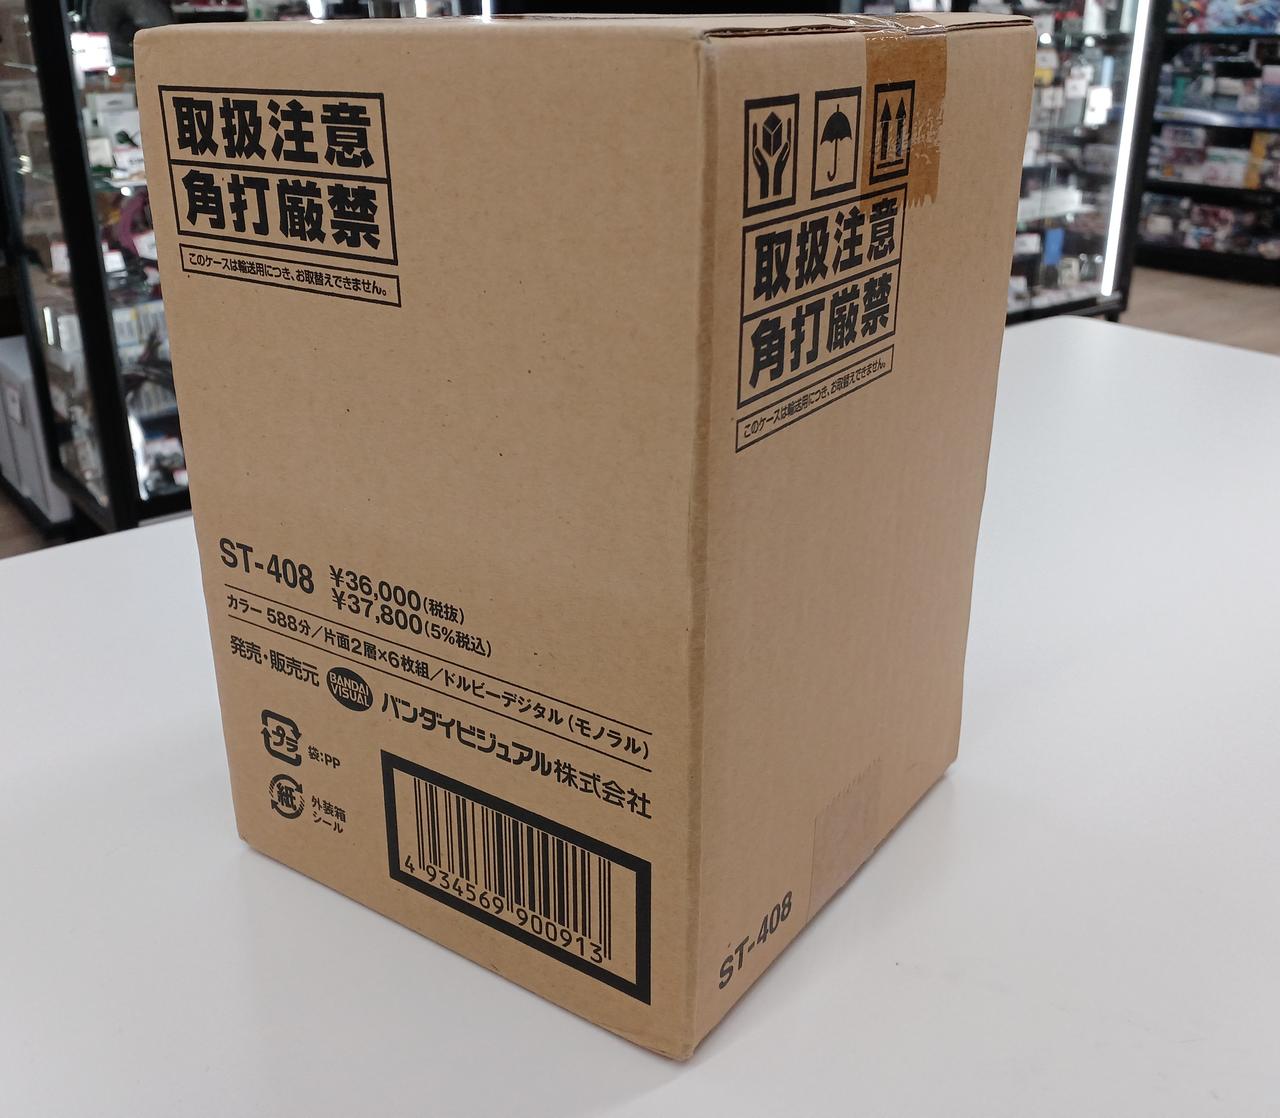 取扱注意
角打厳禁
このケースは輸送用につき、お取替えできません。
ST-408
¥36,000(税抜)
¥37,800(5%税込)
カラー 588分/片面2層×6枚組/ドルビーデジタル(モノラル)
発売・販売元 BANDAI VISUAL バンダイビジュアル株式会社
プラ 袋:PP
紙 外装箱
シール
4 934569 900913
取扱注意
角打厳禁
このケースは輸送用につき、お取替えできません。
ST-408